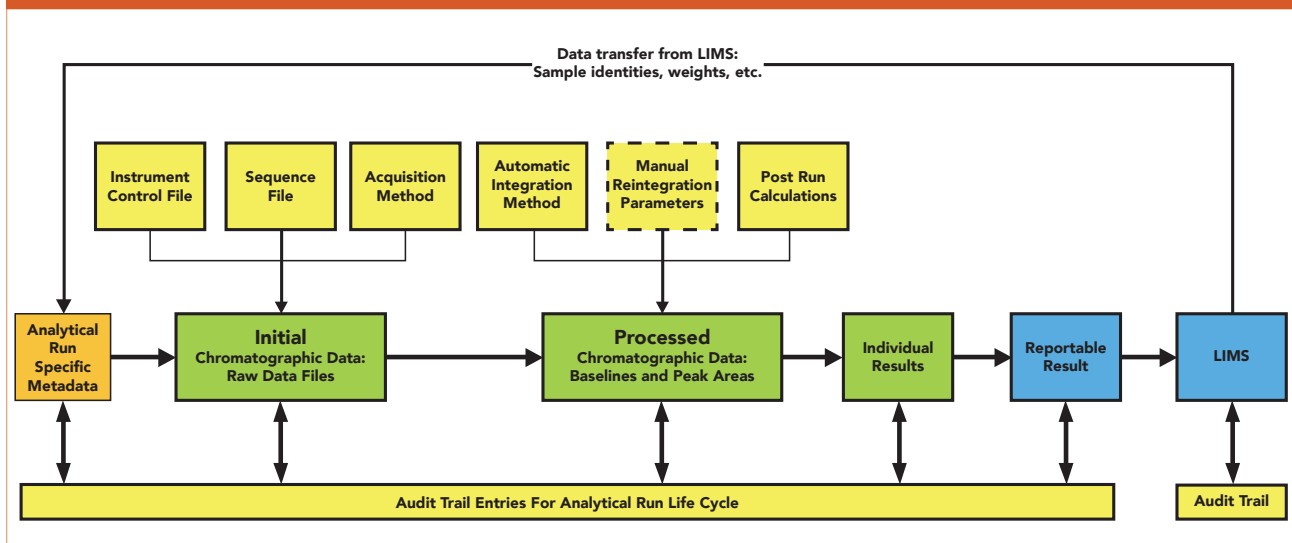 Data transfer from LIMS:
Sample identities, weights, etc.
Instrument
Control File
Sequence
File
Acquisition
Method
Automatic
Integration
Method
Manual
Reintegration
Parameters
Post Run
Calculations
Analytical
Run
Specific
Metadata
Initial
Chromatographic Data:
Raw Data Files
Processed
Chromatographic Data:
Baselines and Peak Areas
Individual
Results
Reportable
Result
LIMS
Audit Trail Entries For Analytical Run Life Cycle
Audit Trail